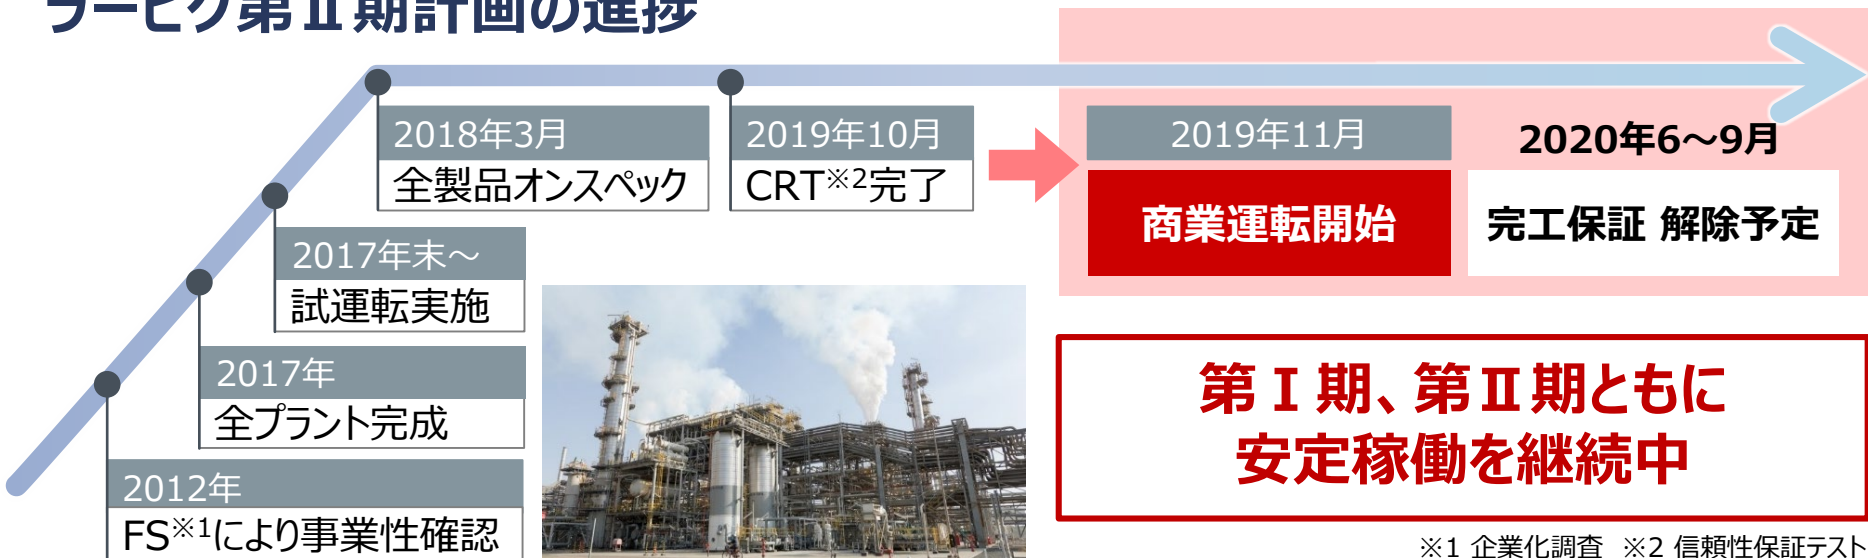 ラービグ第Ⅱ期計画の進捗
2018年3月
全製品オンスペック
2019年10月
CRT※2完了
2019年11月
商業運転開始
2020年6～9月
完工保証 解除予定
2017年末～
試運転実施
2017年
全プラント完成
2012年
FS※1により事業性確認
第Ⅰ期、第Ⅱ期ともに
安定稼働を継続中
※1 企業化調査 ※2 信頼性保証テスト